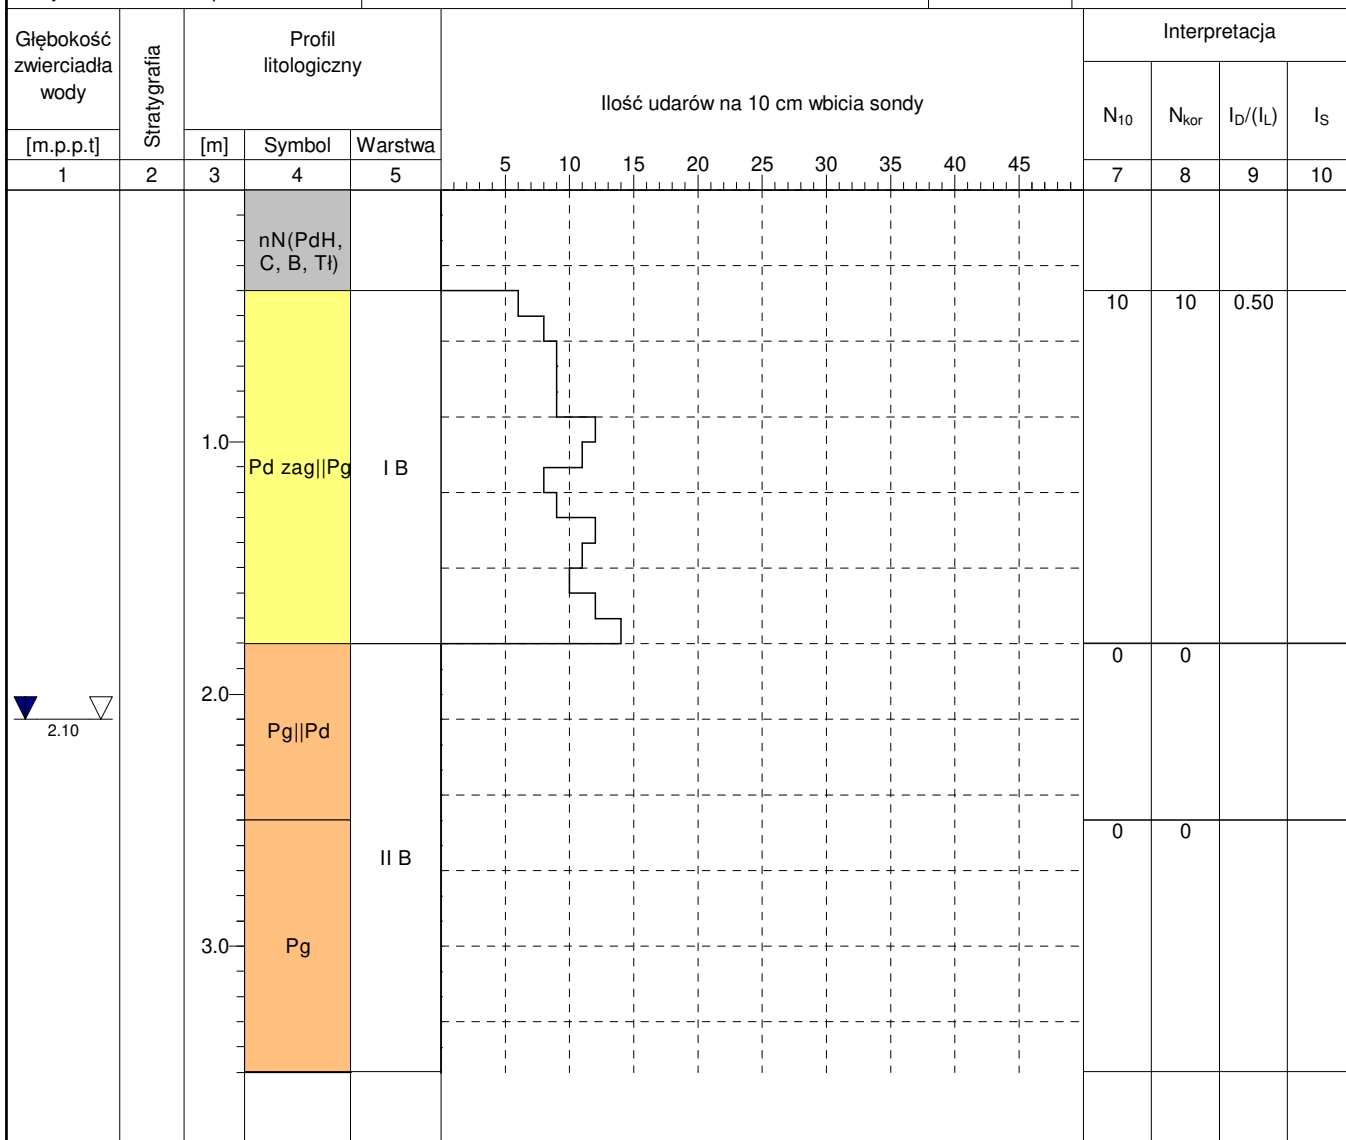 Głębokość
zwierciadła
wody
[m.p.p.t]
Stratygrafia
Profil
litologiczny
[m] Symbol Warstwa
Ilość udarów na 10 cm wbicia sondy
5 10 15 20 25 30 35 40 45
Interpretacja
N10 Nkor ID/(IL) IS
1 2 3 4 5 7 8 9 10
nN(PdH,
C, B, Tł)
10 10 0.50
1.0
Pd zag||Pg I B
0 0
2.0
2.10
Pg||Pd
0 0
II B
3.0 Pg